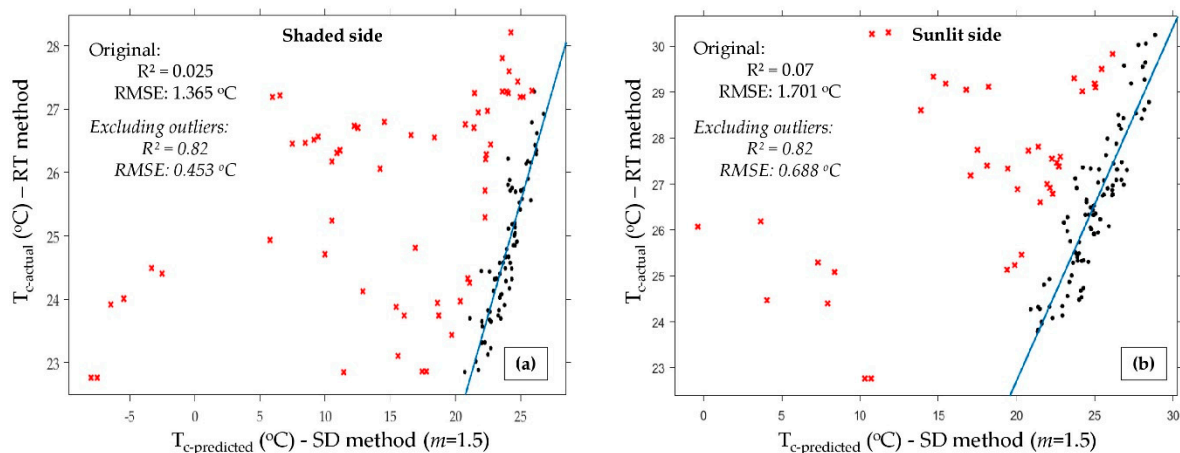 Shaded side
Original:
R² = 0.025
RMSE: 1.365 °C
Excluding outliers:
R² = 0.82
RMSE: 0.453 °C
28
27
26
25
24
23
T c-actual (°C) – RT method
-5 0 5 10 15 20 25
T c-predicted (°C) - SD method (m=1.5)
(a)
Sunlit side
Original:
R² = 0.07
RMSE: 1.701 °C
Excluding outliers:
R² = 0.82
RMSE: 0.688 °C
30
29
28
27
26
25
24
23
T c-actual (°C) – RT method
0 5 10 15 20 25 30
T c-predicted (°C) - SD method (m=1.5)
(b)